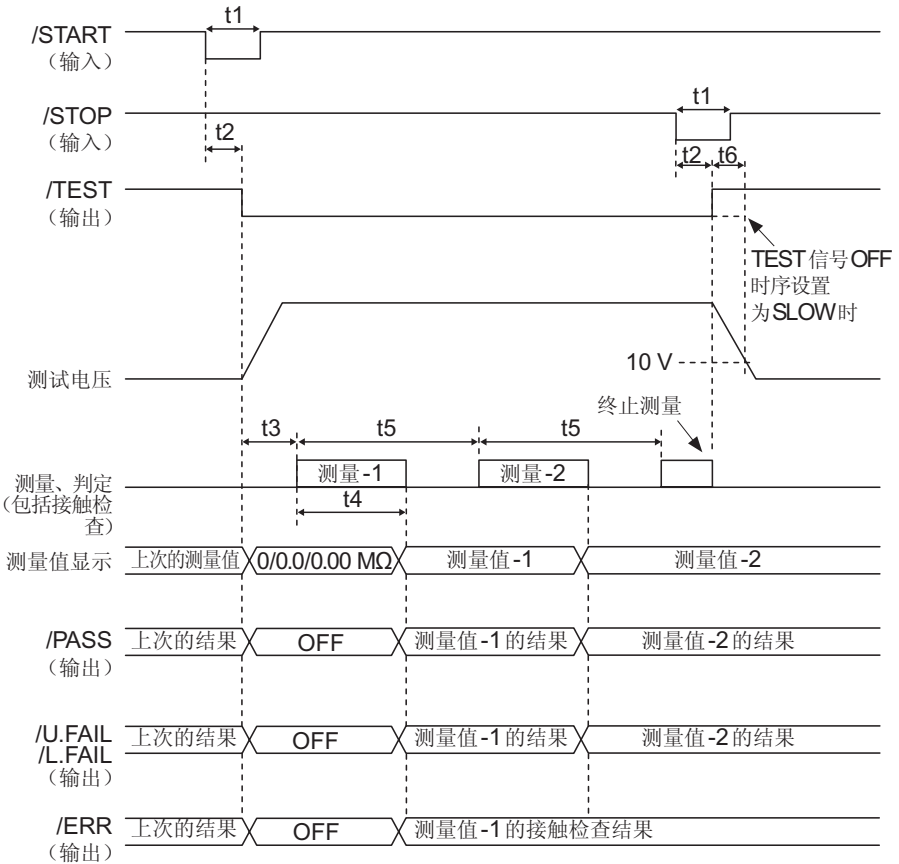 t1
/START
（输入）
t1
/STOP
（输入）
t2
t2 t6
/TEST
（输出）
TEST信号OFF
时序设置
为SLOW时
10 V
测试电压
终止测量
t3 t5 t5
测量-1 测量-2
测量、判定
（包括接触检
查）
t4
测量值显示 上次的测量值 0/0.0/0.00 MΩ 测量值-1 测量值-2
/PASS 上次的结果 OFF 测量值-1的结果 测量值-2的结果
（输出）
/U.FAIL 上次的结果 OFF 测量值-1的结果 测量值-2的结果
/L.FAIL
（输出）
/ERR 上次的结果 OFF 测量值-1的接触检查结果
（输出）